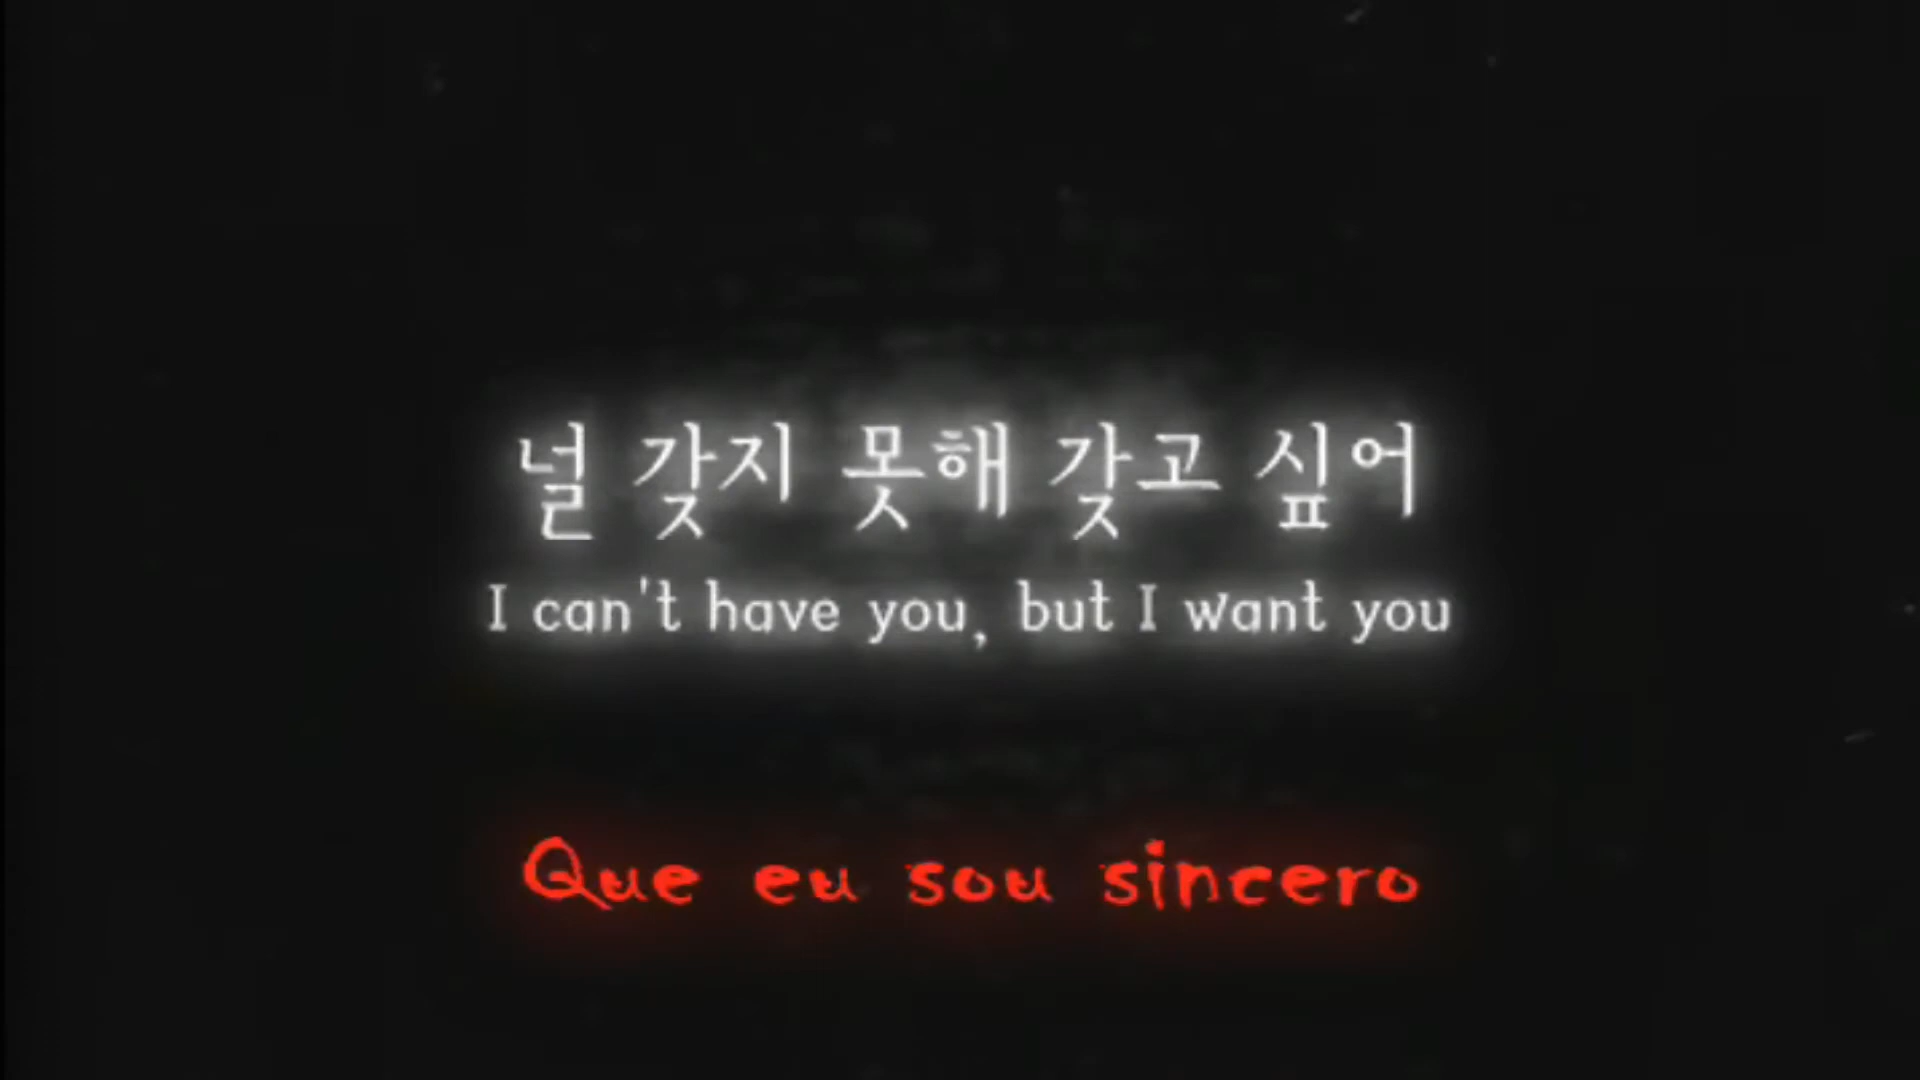 널 갖지 못해 갖고 싶어
I can't have you, but I want you
Que eu sou sincero